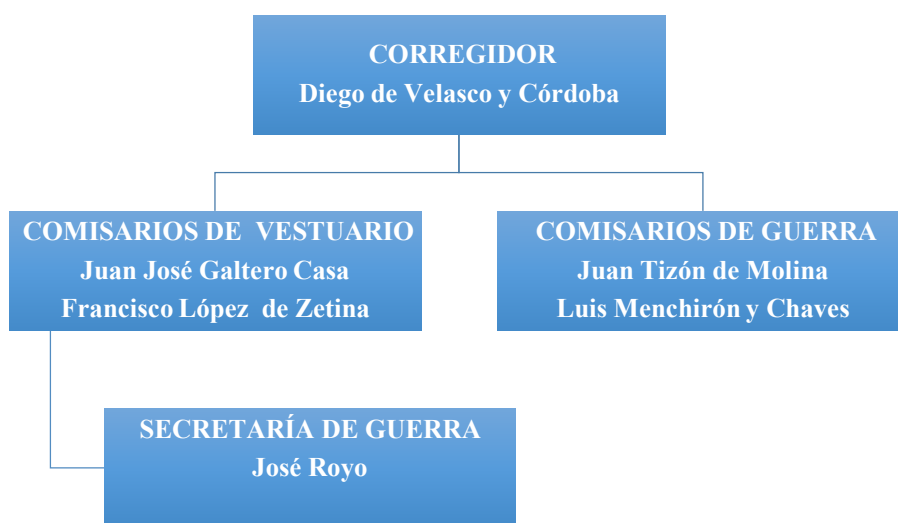 CORREGIDOR
Diego de Velasco y Córdoba
COMISARIOS DE VESTUARIO
Juan José Galtero Casa
Francisco López de Zetina
COMISARIOS DE GUERRA
Juan Tizón de Molina
Luis Menchirón y Chaves
SECRETARÍA DE GUERRA
José Royo